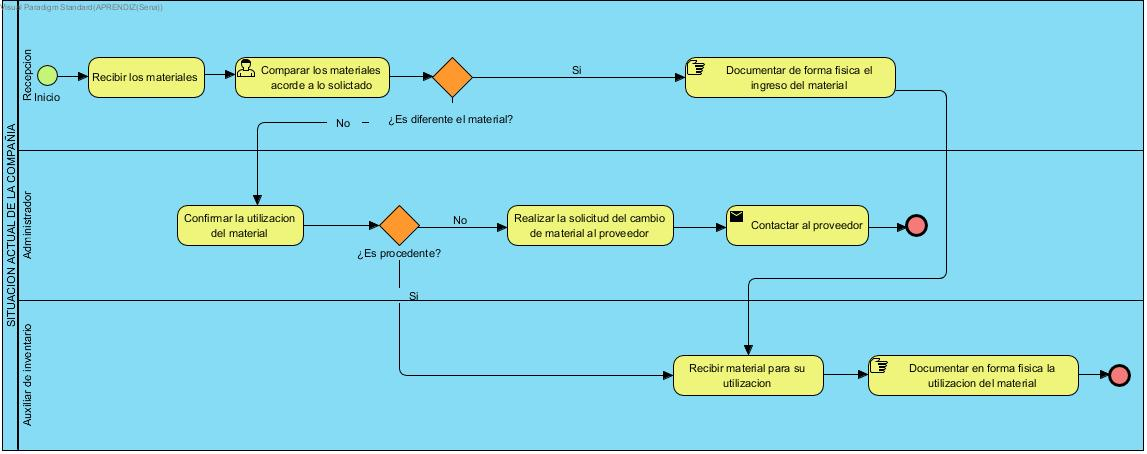 Visual Paradigm Standard(APRENDIZ(Sena))
SITUACION ACTUAL DE LA COMPAÑIA
Recepcion
Inicio
Recibir los materiales
Comparar los materiales
acorde a lo solictado
¿Es diferente el material?
Si
No
Documentar de forma fisica el
ingreso del material
Administrador
Confirmar la utilizacion
del material
¿Es procedente?
No
Si
Realizar la solicitud del cambio
de material al proveedor
Contactar al proveedor
Auxiliar de inventario
Recibir material para su
utilizacion
Documentar en forma fisica la
utilizacion del material